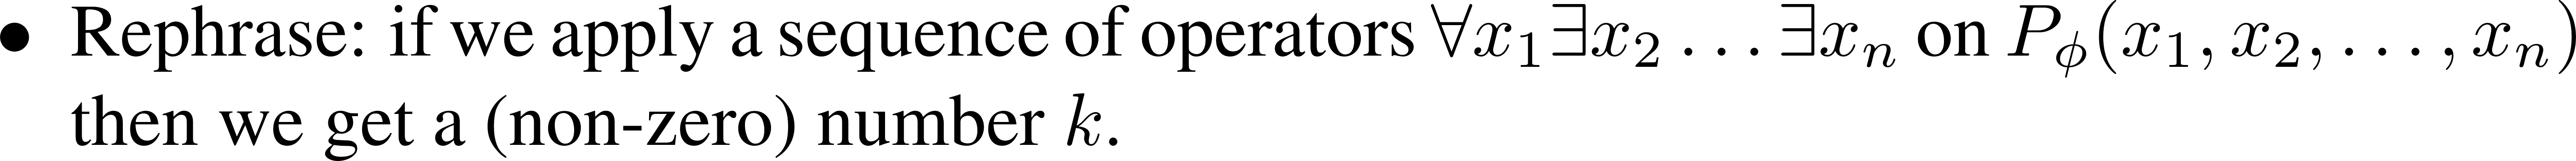 • Rephrase: if we apply a sequence of operators ∀x₁∃x₂ … ∃xₙ on P_ϕ(x₁, x₂, …, xₙ)
then we get a (non-zero) number k.